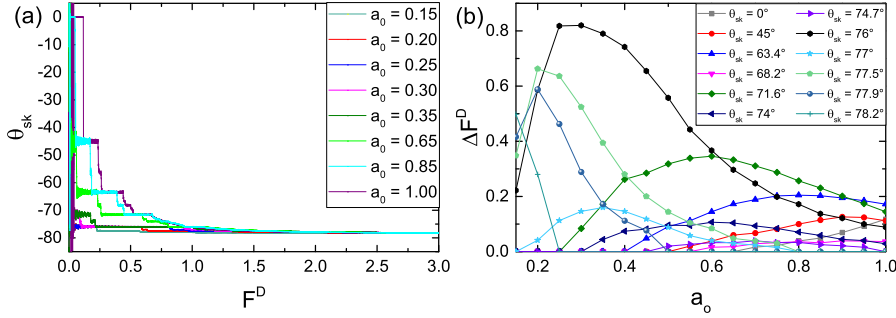 (a)
θsk
0
-10
-20
-30
-40
-50
-60
-70
-80
0.0 0.5 1.0 1.5 2.0 2.5 3.0
F^D
a0 = 0.15
a0 = 0.20
a0 = 0.25
a0 = 0.30
a0 = 0.35
a0 = 0.65
a0 = 0.85
a0 = 1.00
(b)
ΔF^D
0.8
0.6
0.4
0.2
0.0
0.2 0.4 0.6 0.8 1.0
ao
θsk = 0° θsk = 74.7°
θsk = 45° θsk = 76°
θsk = 63.4° θsk = 77°
θsk = 68.2° θsk = 77.5°
θsk = 71.6° θsk = 77.9°
θsk = 74° θsk = 78.2°